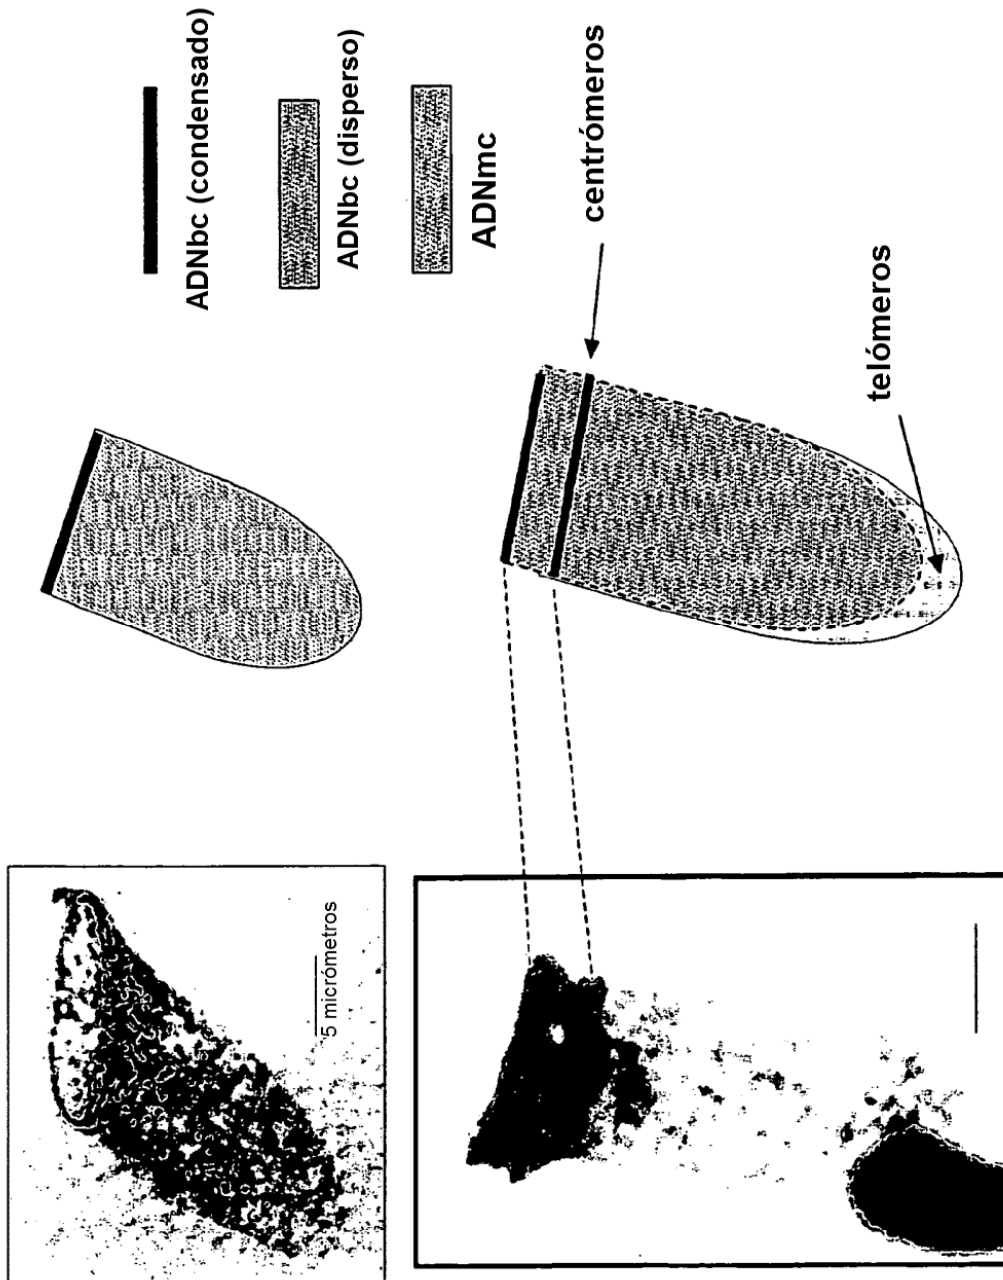 ADNbc (condensado)
ADNbc (disperso)
ADNmc
centrómeros
telómeros
5 micrómetros